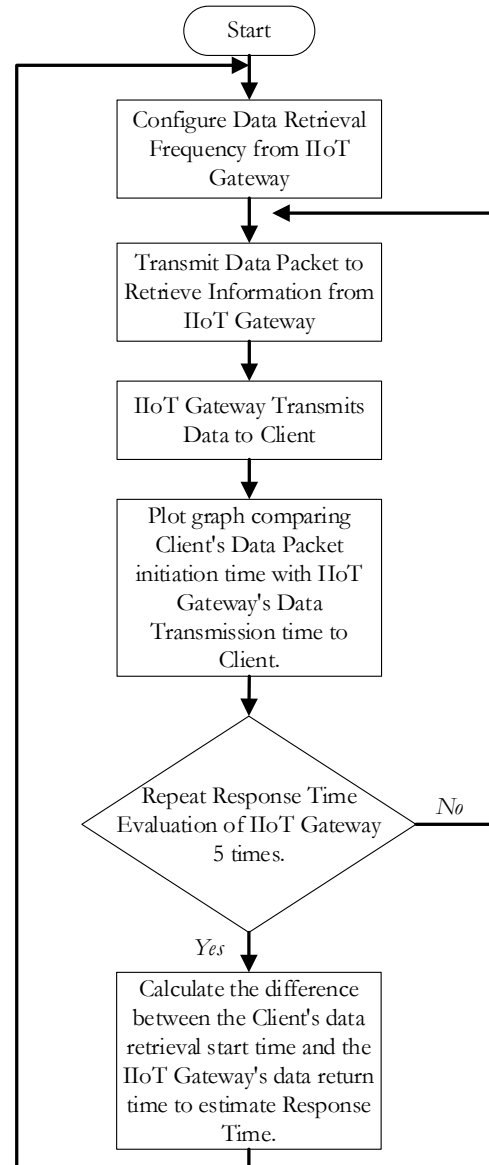 Start
Configure Data Retrieval
Frequency from IIoT
Gateway
Transmit Data Packet to
Retrieve Information from
IIoT Gateway
IIoT Gateway Transmits
Data to Client
Plot graph comparing
Client's Data Packet
initiation time with IIoT
Gateway's Data
Transmission time to
Client.
Repeat Response Time
Evaluation of IIoT Gateway
5 times.
No
Yes
Calculate the difference
between the Client's data
retrieval start time and the
IIoT Gateway's data return
time to estimate Response
Time.